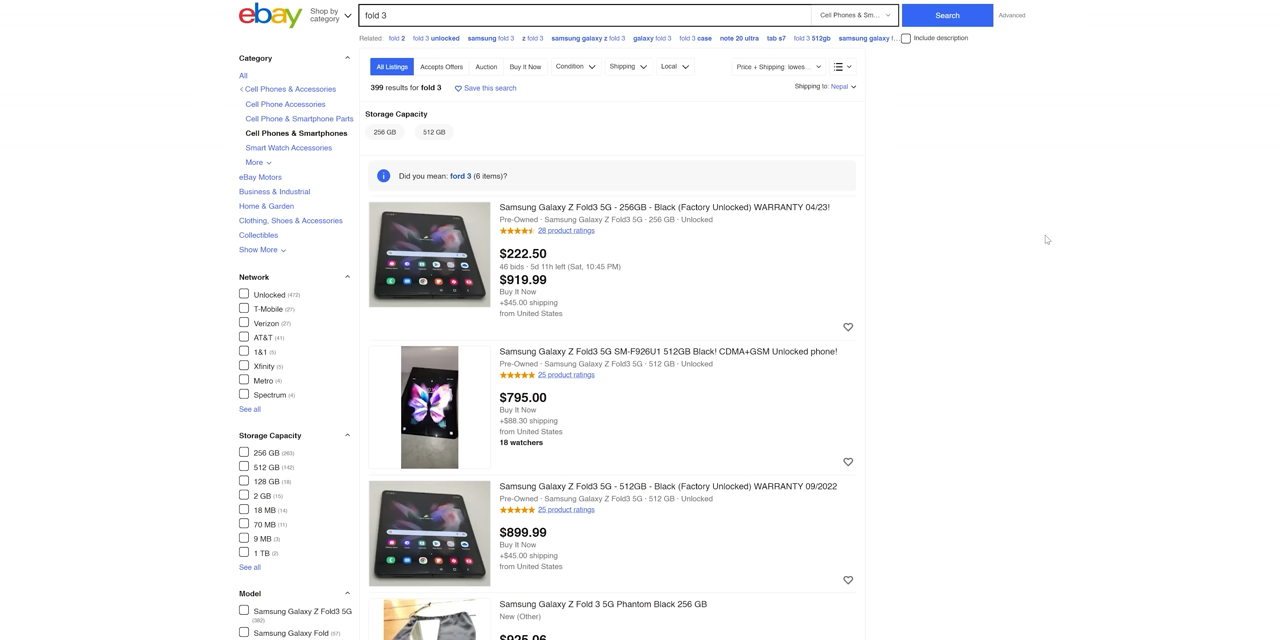 ebay
Shop by
category
fold 3
Cell Phones & Sm...
Search
Advanced
Related: fold 2 fold 3 unlocked samsung fold 3 z fold 3 samsung galaxy z fold 3 galaxy fold 3 fold 3 case note 20 ultra tab s7 fold 3 512gb samsung galaxy f...
Include description
Category
All
< Cell Phones & Accessories
Cell Phone Accessories
Cell Phone & Smartphone Parts
Cell Phones & Smartphones
Smart Watch Accessories
More
eBay Motors
Business & Industrial
Home & Garden
Clothing, Shoes & Accessories
Collectibles
Show More
Network
Unlocked (472)
T-Mobile (27)
Verizon (27)
AT&T (41)
1&1 (5)
Xfinity (5)
Metro (4)
Spectrum (4)
See all
Storage Capacity
256 GB (263)
512 GB (142)
128 GB (18)
2 GB (15)
18 MB (14)
70 MB (11)
9 MB (3)
1 TB (2)
See all
Model
Samsung Galaxy Z Fold3 5G
(382)
Samsung Galaxy Fold (57)
All Listings Accepts Offers Auction Buy It Now Condition Shipping Local Price + Shipping: lowes...
399 results for fold 3 Save this search Shipping to: Nepal
Storage Capacity
256 GB 512 GB
Did you mean: ford 3 (6 items)?
Samsung Galaxy Z Fold3 5G - 256GB - Black (Factory Unlocked) WARRANTY 04/23!
Pre-Owned · Samsung Galaxy Z Fold3 5G · 256 GB · Unlocked
28 product ratings
$222.50
46 bids · 5d 11h left (Sat, 10:45 PM)
$919.99
Buy It Now
+$45.00 shipping
from United States
Samsung Galaxy Z Fold3 5G SM-F926U1 512GB Black! CDMA+GSM Unlocked phone!
Pre-Owned · Samsung Galaxy Z Fold3 5G · 512 GB · Unlocked
25 product ratings
$795.00
Buy It Now
+$88.30 shipping
from United States
18 watchers
Samsung Galaxy Z Fold3 5G - 512GB - Black (Factory Unlocked) WARRANTY 09/2022
Pre-Owned · Samsung Galaxy Z Fold3 5G · 512 GB · Unlocked
25 product ratings
$899.99
Buy It Now
+$45.00 shipping
from United States
Samsung Galaxy Z Fold 3 5G Phantom Black 256 GB
New (Other)
$925.06